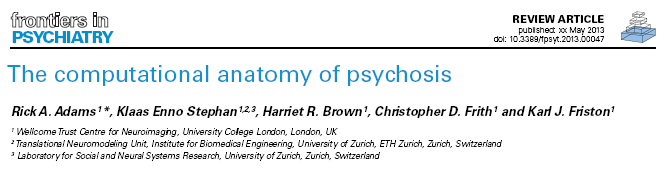 frontiers in
PSYCHIATRY
REVIEW ARTICLE
published: xx May 2013
doi: 10.3389/fpsyt.2013.00047
The computational anatomy of psychosis
Rick A. Adams¹*, Klaas Enno Stephan¹,²,³, Harriet R. Brown¹, Christopher D. Frith¹ and Karl J. Friston¹
¹ Wellcome Trust Centre for Neuroimaging, University College London, London, UK
² Translational Neuromodeling Unit, Institute for Biomedical Engineering, University of Zurich, ETH Zurich, Zurich, Switzerland
³ Laboratory for Social and Neural Systems Research, University of Zurich, Zurich, Switzerland